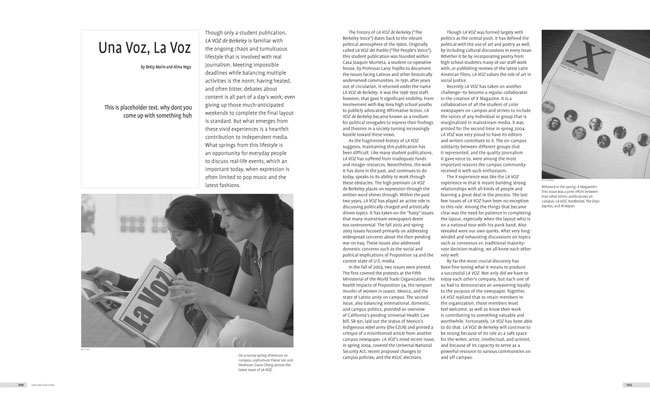 Una Voz, La Voz
by Betty Marin and Alma Vega
This is placeholder text. why dont you
come up with something huh
Though only a student publication,
LA VOZ de Berkeley is familiar with
the ongoing chaos and tumultuous
lifestyle that is involved with real
journalism. Meeting impossible
deadlines while balancing multiple
activities is the norm; having heated,
and often bitter, debates about
content is all part of a day's work; even
giving up those much-anticipated
weekends to complete the final layout
is standard. But what emerges from
these vivid experiences is a heartfelt
contribution to independent media.
What springs from this lifestyle is
an opportunity for everyday people
to discuss real-life events, which an
important today, when expression is
often limited to pop music and the
latest fashions.
On a sunny spring afternoon on
campus, sophomore Elaine Val and
freshman Grace Cheng peruse the
latest issue of LA VOZ.
The history of LA VOZ de Berkeley ("The
Berkeley Voice") dates back to the vibrant
political atmosphere of the 1960s. Originally
called LA VOZ del Pueblo ("The People's Voice"),
this student publication was founded within
Casa Joaquin Murrieta, a student co-operative
house, by Professor Larry Trujillo to document
the issues facing Latinos and other historically
underserved communities. In 1991, after years
out of circulation, it returned under the name
LA VOZ de Berkeley. It was the 1998-1999 staff,
however, that gave it significant visibility. From
involvement with Bay Area high school youths
to publicly advocating Affirmative Action, LA
VOZ de Berkeley became known as a medium
for political renegades to express their findings
and theories in a society turning increasingly
hostile toward these views.
As the fragmented history of LA VOZ
suggests, maintaining this publication has
been difficult. Like many student publications,
LA VOZ has suffered from inadequate funds
and meager resources. Nevertheless, the work
it has done in the past, and continues to do
today, speaks to its ability to work through
these obstacles. The high premium LA VOZ
de Berkeley places on expression through the
written word shines through. Within the past
two years, LA VOZ has played an active role in
discussing politically charged and artistically
driven topics. It has taken on the "hairy" issues
that many mainstream newspapers deem
too controversial. The fall 2002 and spring
2003 issues focused primarily on addressing
widespread concerns about the then-pending
war on Iraq. These issues also addressed
domestic concerns such as the social and
political implications of Proposition 54 and the
current state of U.S. media.
In the fall of 2003, two issues were printed.
The first covered the protests at the Fifth
Ministerial of the World Trade Organization, the
health impacts of Proposition 54, the rampant
murder of women in Juarez, Mexico, and the
state of Latino unity on campus. The second
issue, also balancing international, domestic,
and campus politics, provided an overview
of California's pending Universal Health Care
bill, SB 921, laid out the status of Mexico's
indigenous rebel army (the EZLN) and printed a
critique of a misinformed article from another
campus newspaper. LA VOZ's most recent issue,
in spring 2004, covered the Universal National
Security Act, recent proposed changes to
campus policies, and the ASUC elections.
Though LA VOZ was formed largely with
politics as the central push, it has defined the
political with the use of art and poetry as well.
By including cultural discussions in every issue:
Whether it be by incorporating poems from
high school students many of our staff work
with, or publishing reviews of the latest Latin
American films, LA VOZ values the role of art in
social justice.
Recently LA VOZ has taken on another
challenge–to become a regular collaborator
in the creation of X Magazine. It is a
collaboration of all the student of color
newspapers on campus and strives to include
the voices of any individual or group that is
marginalized in mainstream media. X was
printed for the second time in spring 2004.
LA VOZ was very proud to have its editors
and writers contribute to X. The on-campus
solidarity between different groups that
it represented, and the quality journalism
it gave voice to, were among the most
important reasons the campus community
received it with such enthusiasm.
The X experience was like the LA VOZ
experience in that it meant building strong
relationships with all kinds of people and
learning a great deal in the process. The last
few issues of LA VOZ have been no exception
to this rule. Among the things that became
clear was the need for patience in completing
the layout, especially when the layout whiz is
on a national tour with his punk band. Also
revealed were our own quirks. After very long-
winded and exhausting discussions on topics
such as consensus vs. traditional majority-
vote decision-making, we all knew each other
very well.
By far the most crucial discovery has
been fine tuning what it means to produce
a successful LA VOZ. Not only did we have to
enjoy each other's company, but each one of
us had to demonstrate an unwavering loyalty
to the purpose of the newspaper. Together,
LA VOZ realized that to retain members in
the organization, those members must
feel welcome, as well as know their work
is contributing to something valuable and
worthwhile. Fortunately, LA VOZ has been able
to do that. LA VOZ de Berkeley will continue to
be strong because of its role as a safe space
for the writer, artist, intellectual, and activist,
and because of its capacity to serve as a
powerful resource to various communities on
and off campus.
X
Released in the spring, X Magazine's
first issue was a joint effort between
four other ethnic publications on
campus: LA VOZ, hardboiled, The Onyx
Express, and Al-Bayan.